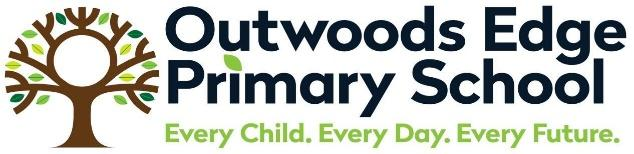 Outwoods Edge
Primary School
Every Child. Every Day. Every Future.